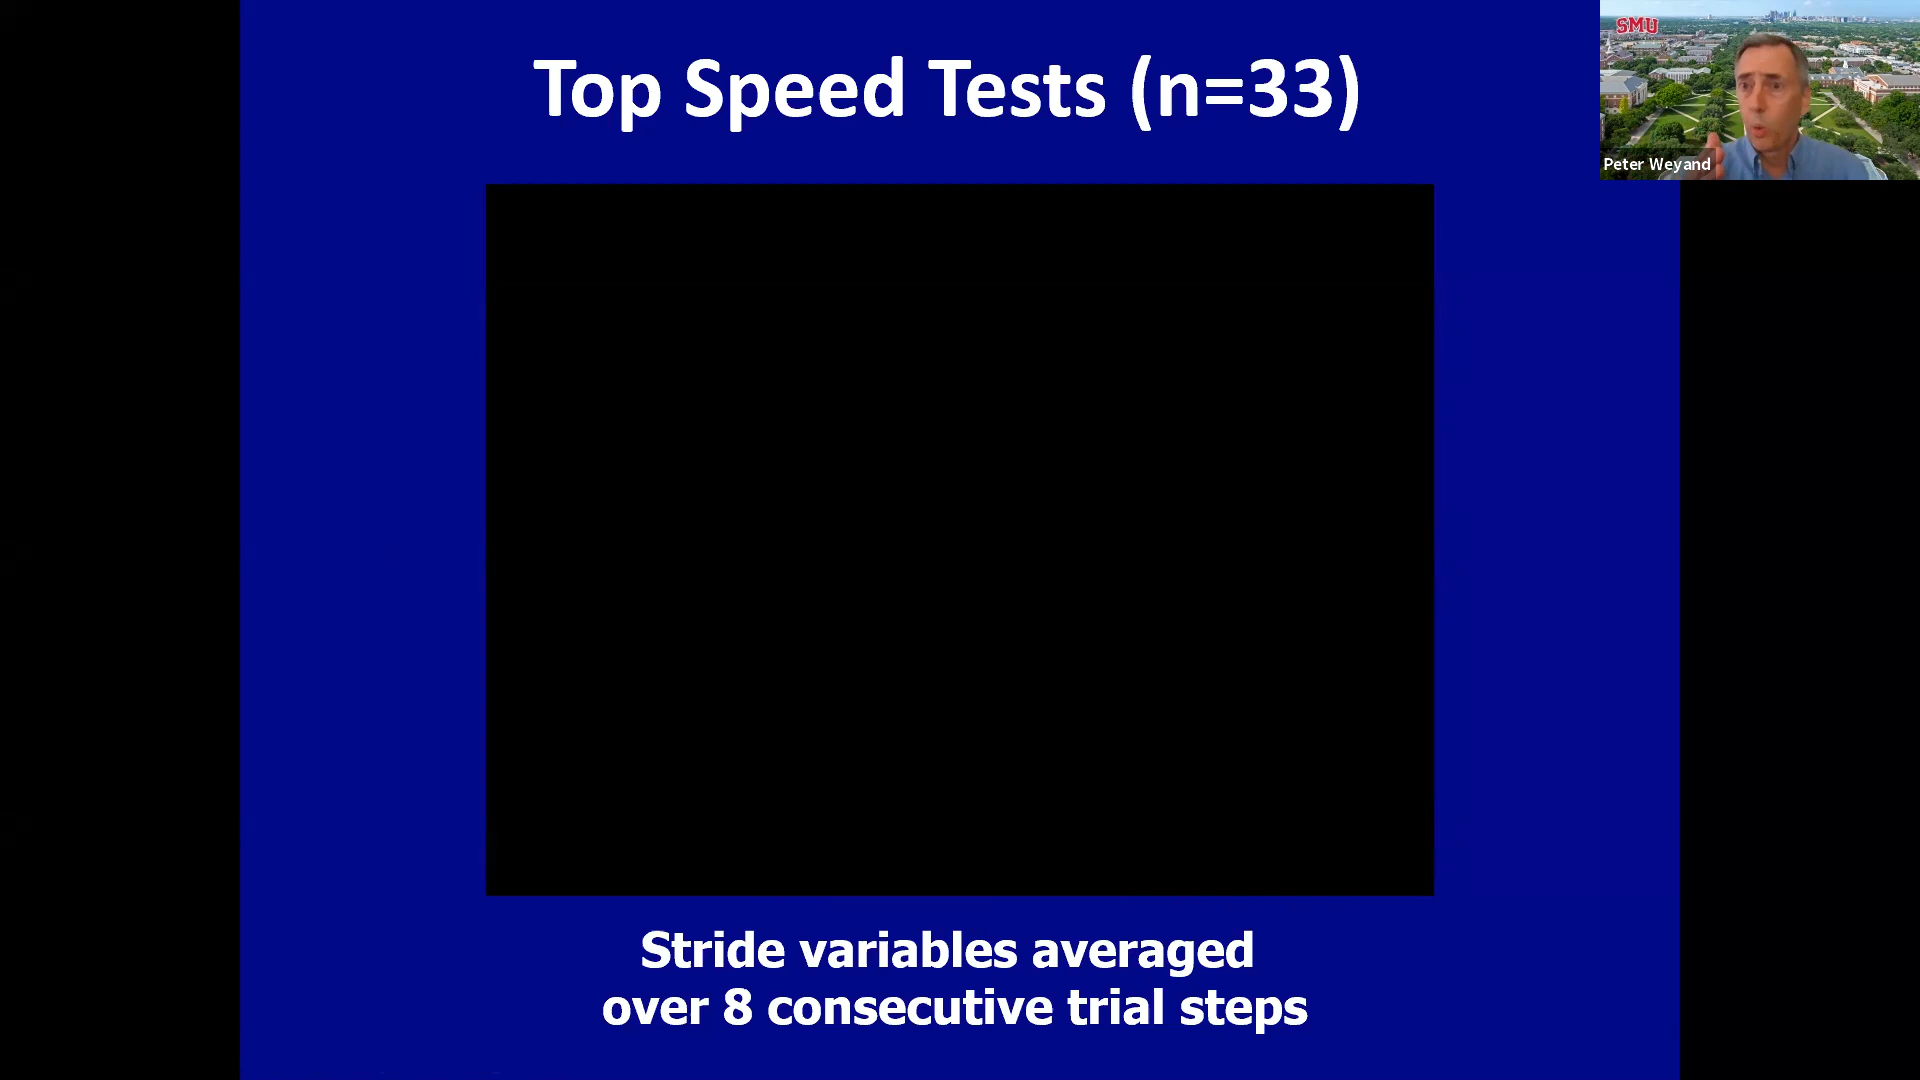 Top Speed Tests (n=33)
SMU
Peter Weyand
Stride variables averaged
over 8 consecutive trial steps